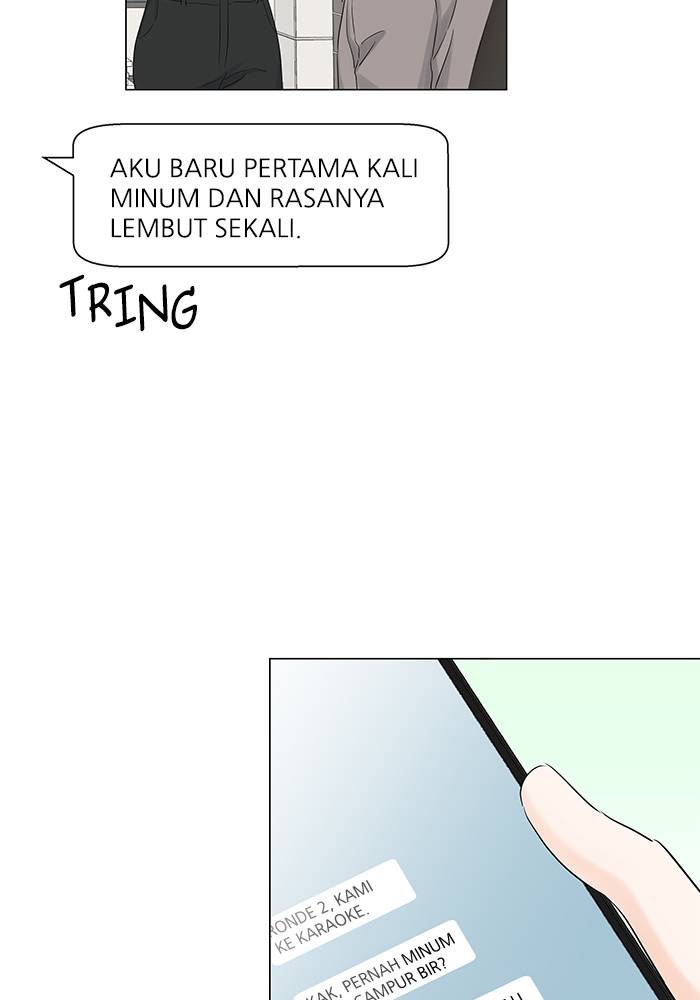 AKU BARU PERTAMA KALI
MINUM DAN RASANYA
LEMBUT SEKALI.
TRING
RONDE 2, KAMI
KE KARAOKE.
KAK, PERNAH MINUM
CAMPUR BIR?